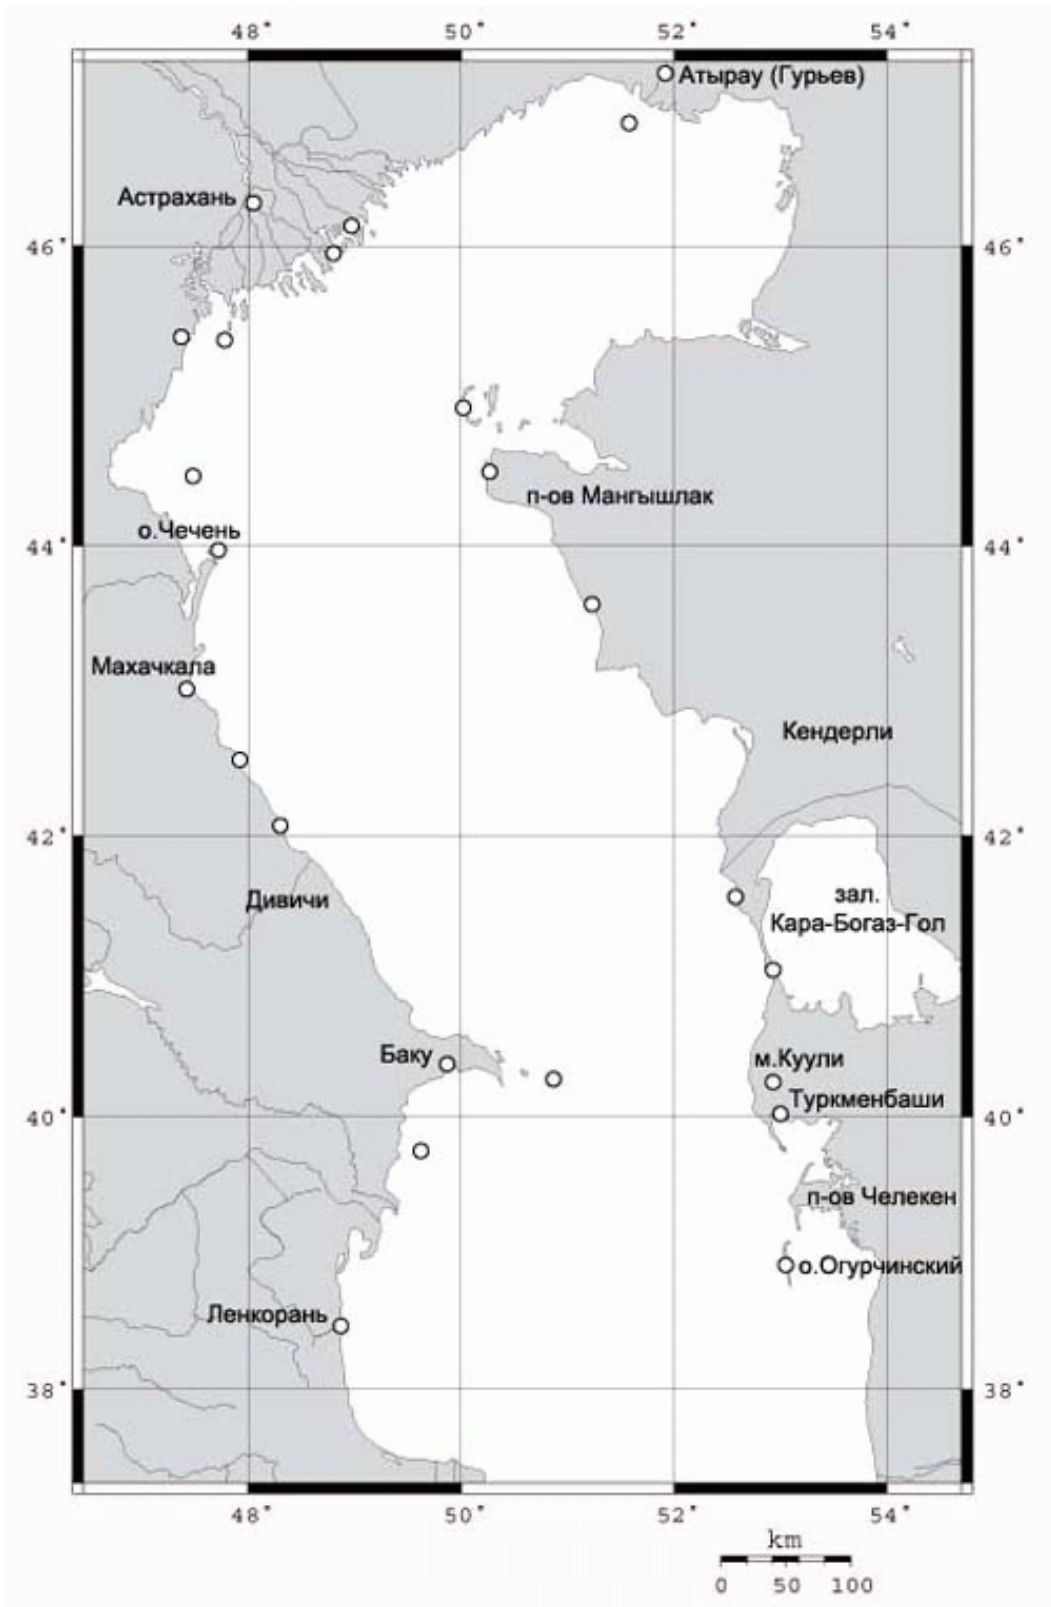 48° 50° 52° 54°
Атырау (Гурьев)
Астрахань
46° 46°
п-ов Мангышлак
о.Чечень
44° 44°
Махачкала
Кендерли
42° 42°
зал.
Дивичи
Кара-Богаз-Гол
Баку
м.Куули
Туркменбаши
40° 40°
п-ов Челекен
о.Огурчинский
Ленкорань
38° 38°
48° 50° 52° 54°
km
0 50 100